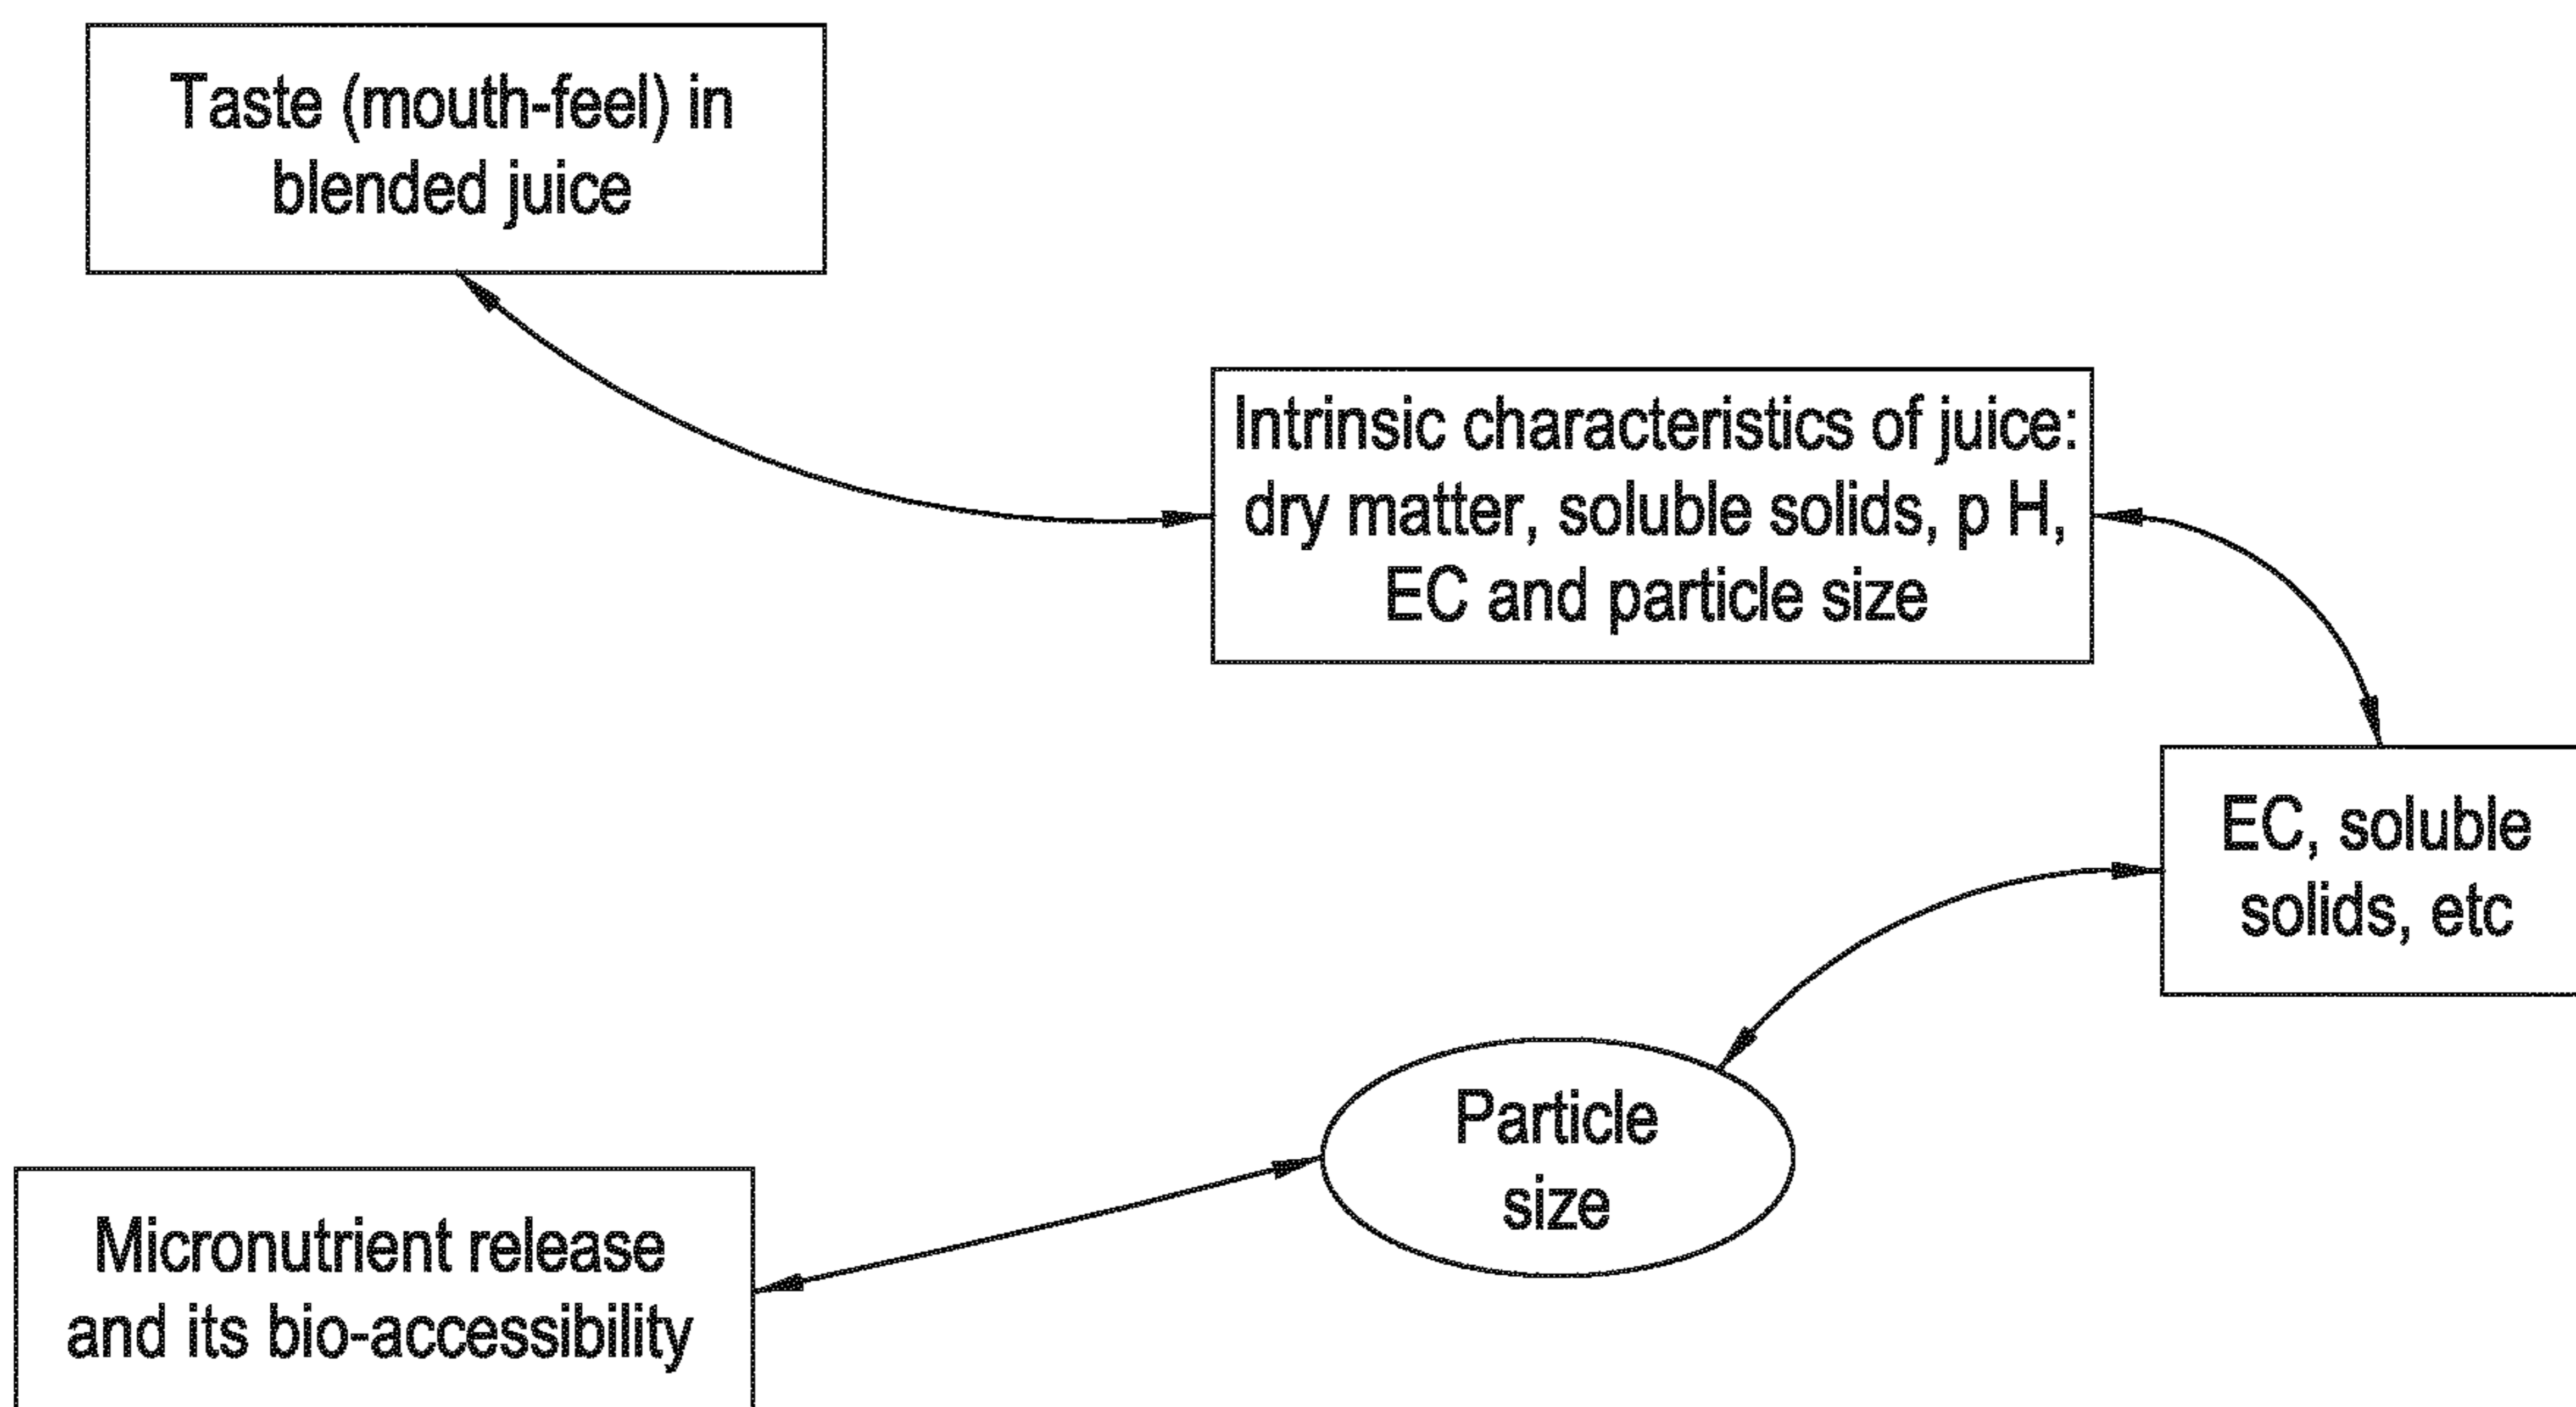 Taste (mouth-feel) in
blended juice
Intrinsic characteristics of juice:
dry matter, soluble solids, p H,
EC and particle size
EC, soluble
solids, etc
Particle
size
Micronutrient release
and its bio-accessibility